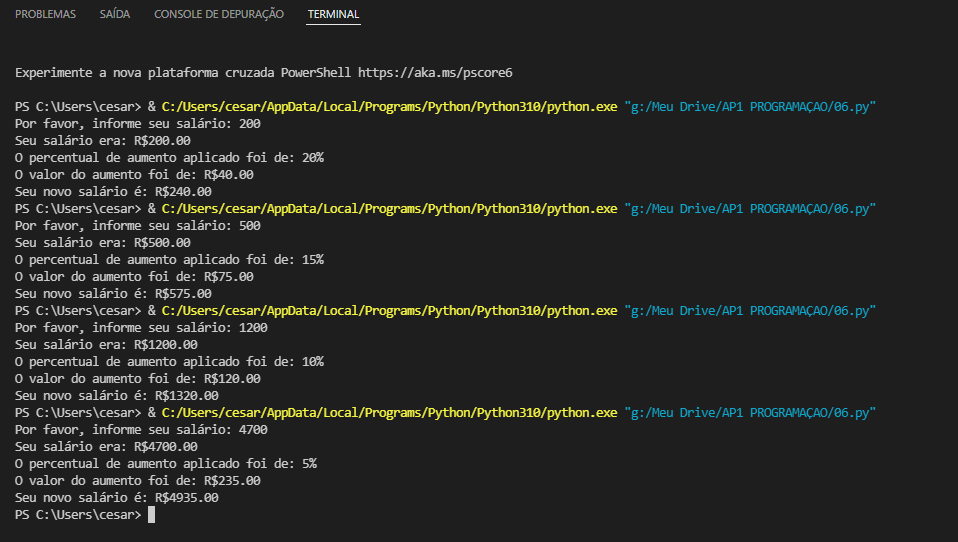 PROBLEMAS SAÍDA CONSOLE DE DEPURAÇÃO TERMINAL
Experimente a nova plataforma cruzada PowerShell https://aka.ms/pscore6
PS C:\Users\cesar> & C:/Users/cesar/AppData/Local/Programs/Python/Python310/python.exe "g:/Meu Drive/AP1 PROGRAMAÇAO/06.py"
Por favor, informe seu salário: 200
Seu salário era: R$200.00
O percentual de aumento aplicado foi de: 20%
O valor do aumento foi de: R$40.00
Seu novo salário é: R$240.00
PS C:\Users\cesar> & C:/Users/cesar/AppData/Local/Programs/Python/Python310/python.exe "g:/Meu Drive/AP1 PROGRAMAÇAO/06.py"
Por favor, informe seu salário: 500
Seu salário era: R$500.00
O percentual de aumento aplicado foi de: 15%
O valor do aumento foi de: R$75.00
Seu novo salário é: R$575.00
PS C:\Users\cesar> & C:/Users/cesar/AppData/Local/Programs/Python/Python310/python.exe "g:/Meu Drive/AP1 PROGRAMAÇAO/06.py"
Por favor, informe seu salário: 1200
Seu salário era: R$1200.00
O percentual de aumento aplicado foi de: 10%
O valor do aumento foi de: R$120.00
Seu novo salário é: R$1320.00
PS C:\Users\cesar> & C:/Users/cesar/AppData/Local/Programs/Python/Python310/python.exe "g:/Meu Drive/AP1 PROGRAMAÇAO/06.py"
Por favor, informe seu salário: 4700
Seu salário era: R$4700.00
O percentual de aumento aplicado foi de: 5%
O valor do aumento foi de: R$235.00
Seu novo salário é: R$4935.00
PS C:\Users\cesar>